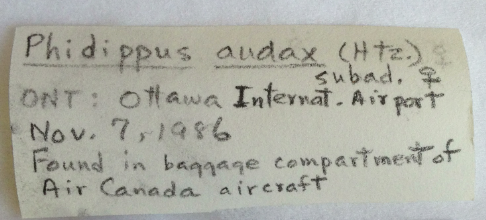 Phidippus audax (Htz.) ♀
subad. ♀
ONT: Ottawa Internat. Airport
Nov. 7, 1986
Found in baggage compartment of
Air Canada aircraft